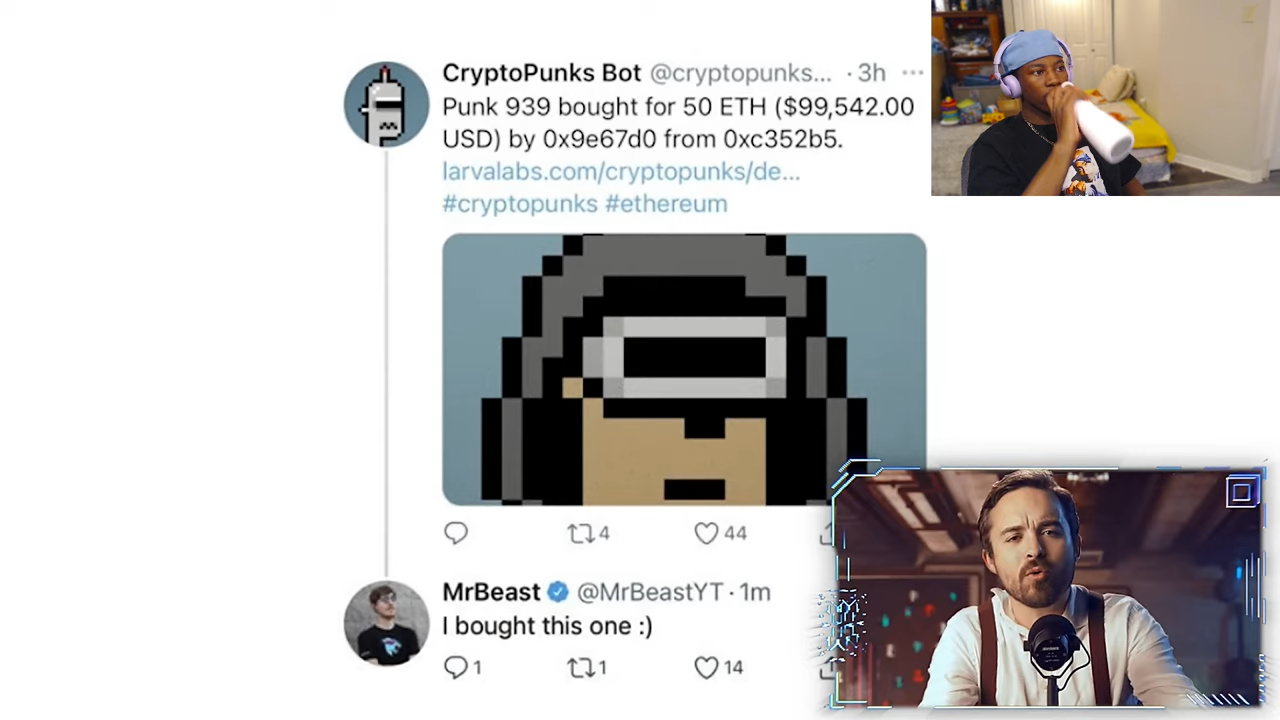 CryptoPunks Bot @cryptopunks... · 3h ...
Punk 939 bought for 50 ETH ($99,542.00
USD) by 0x9e67d0 from 0xc352b5.
larvalabs.com/cryptopunks/de...
#cryptopunks #ethereum
4
44
MrBeast @MrBeastYT · 1m
I bought this one :)
1
1
14